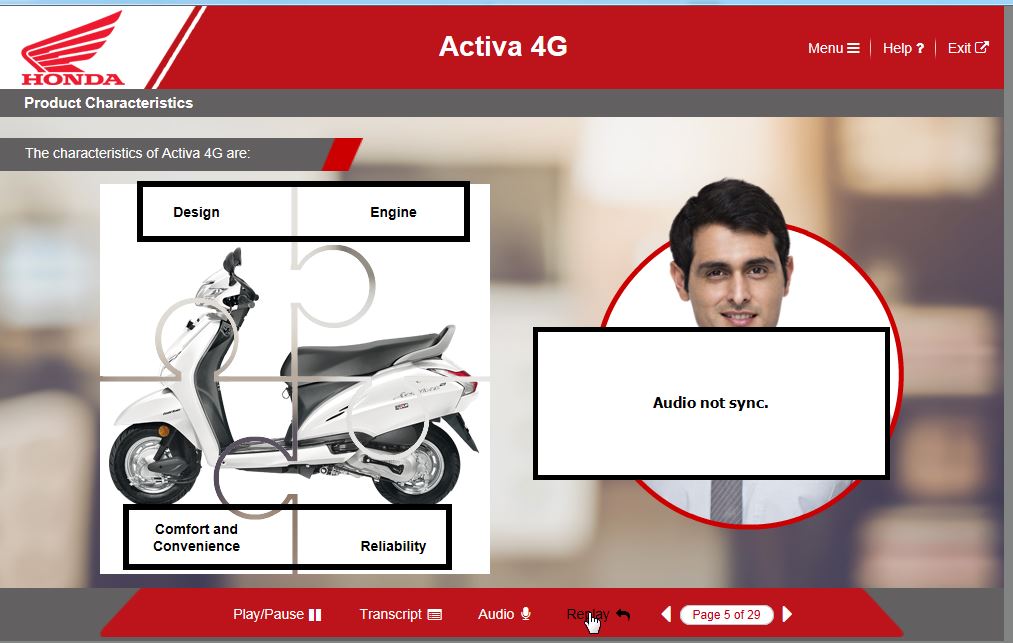 HONDA
Activa 4G
Menu Help ? Exit
Product Characteristics
The characteristics of Activa 4G are:
Design Engine
Audio not sync.
Comfort and
Convenience Reliability
Play/Pause Transcript Audio Replay Page 5 of 29